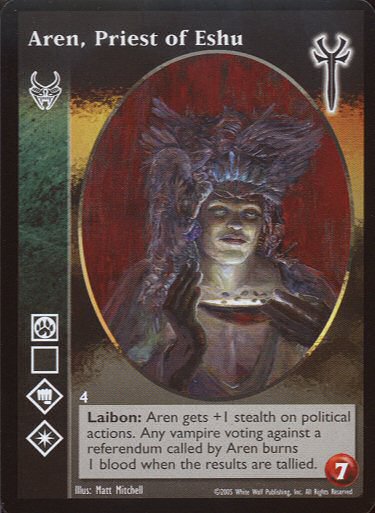 Aren, Priest of Eshu
4
Laibon: Aren gets +1 stealth on political
actions. Any vampire voting against a
referendum called by Aren burns
1 blood when the results are tallied.
7
Illus: Matt Mitchell
©2005 White Wolf Publishing, Inc. All Rights Reserved.